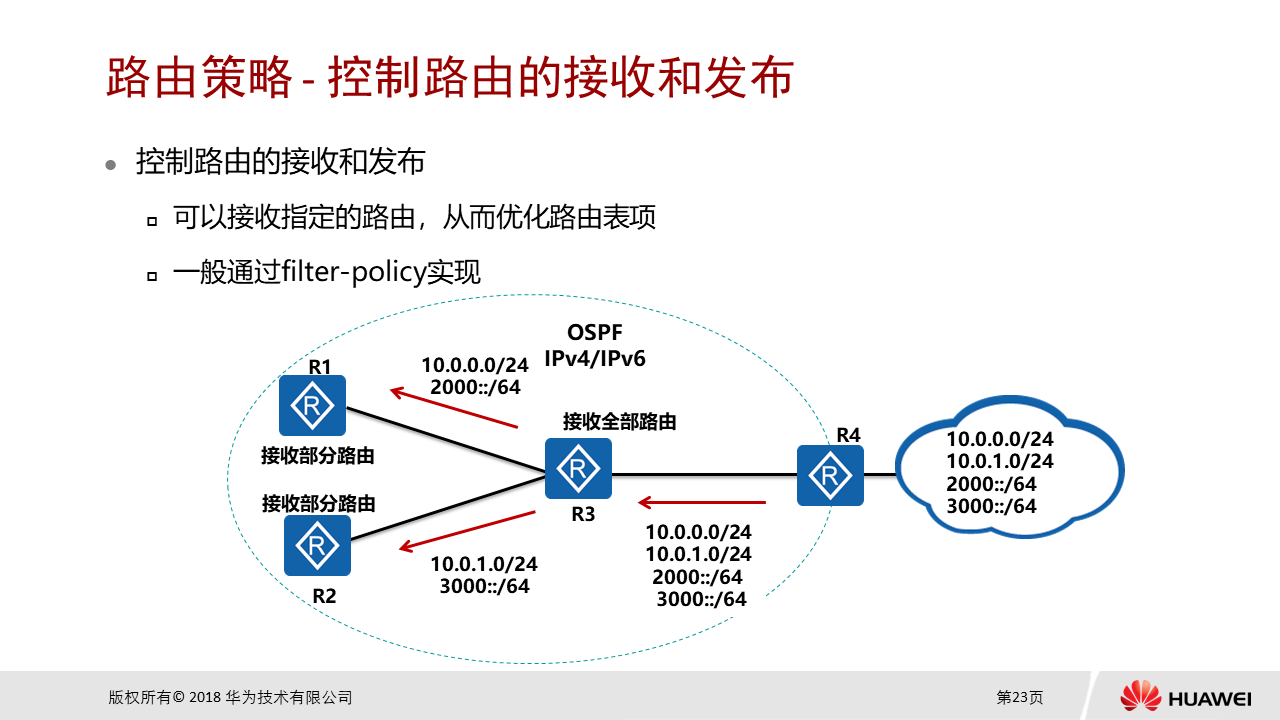 路由策略 - 控制路由的接收和发布
控制路由的接收和发布
可以接收指定的路由，从而优化路由表项
一般通过filter-policy实现
OSPF
IPv4/IPv6
R1
R
接收部分路由
10.0.0.0/24
2000::/64
接收全部路由
R
R3
接收部分路由
R
R2
10.0.1.0/24
3000::/64
R4
R
10.0.0.0/24
10.0.1.0/24
2000::/64
3000::/64
10.0.0.0/24
10.0.1.0/24
2000::/64
3000::/64
版权所有© 2018 华为技术有限公司
第23页
HUAWEI